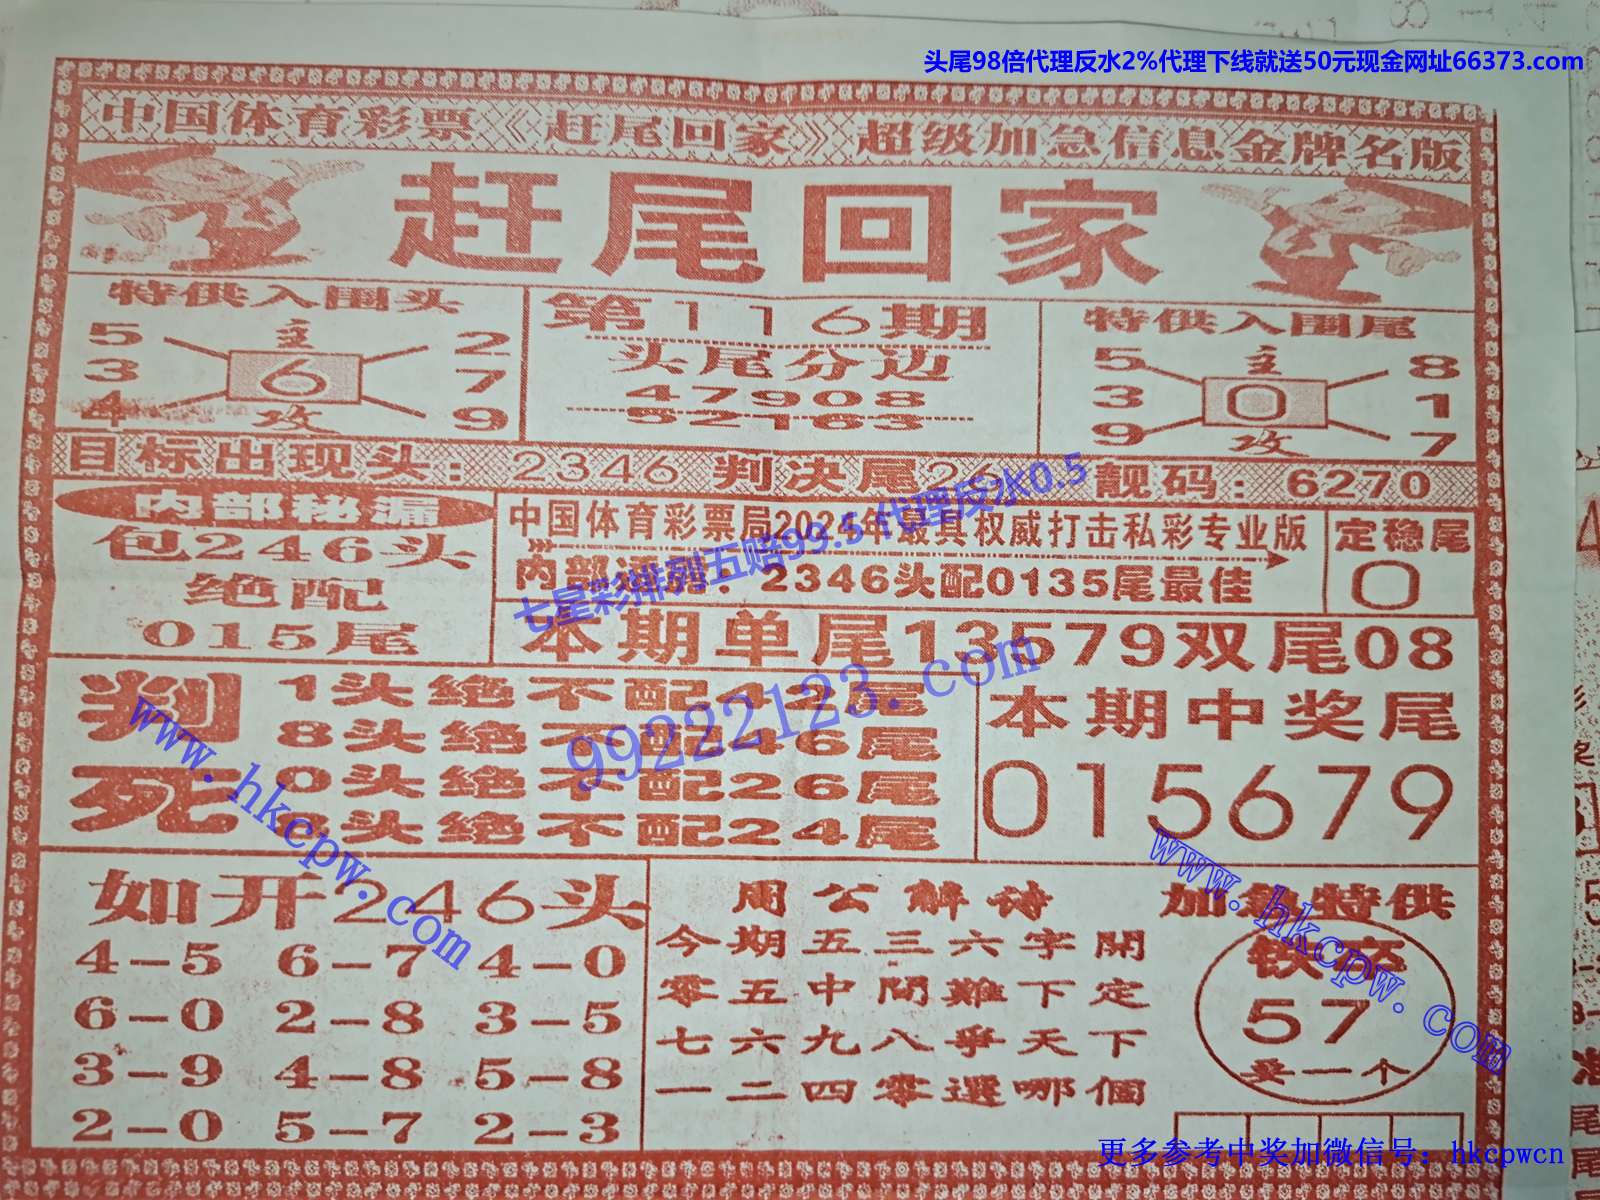 头尾98倍代理反水2%代理下线就送50元现金网址66373.com
中国体育彩票《赶尾回家》超级加急信息金牌名版
赶尾回家
特供入围头
5 主 2
3 6 7
4 攻 9
第116期
头尾分边
47908
52163
特供入围尾
5 主 8
3 0 1
9 攻 7
目标出现头:2346 判决尾26 靓码:6270
内部秘漏
包246头
绝配
015尾
中国体育彩票局2024年最具权威打击私彩专业版
内部 2346头配0135尾最佳
定稳尾
0
七星彩排列五赔99.5代理反水0.5
本期单尾13579双尾08
判死
1头绝不配42尾
8头绝不配246尾
0头绝不配26尾
头绝不配24尾
本期中奖尾
015679
99222123.com
www.hkcpw.com
如开246头
4-5 6-7 4-0
6-0 2-8 3-5
3-9 4-8 5-8
2-0 5-7 2-3
周公解诗
今期五三六字開
零五中間難下定
七六九八爭天下
一二四零選哪個
加急特供
铁卒
57
卖一个
www.hkcpw.com
更多参考中奖加微信号:hkcpwcn